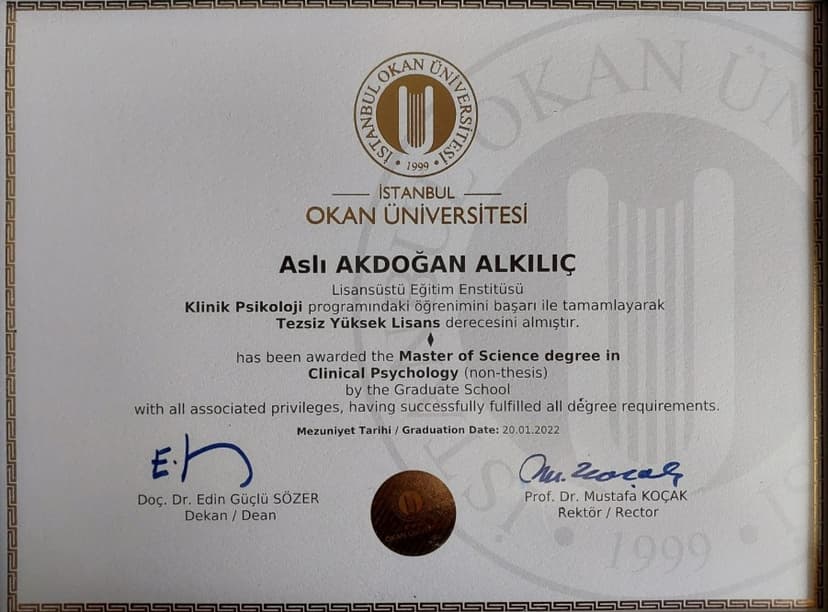 İSTANBUL OKAN ÜNİVERSİTESİ
• 1999 •
İSTANBUL
OKAN ÜNİVERSİTESİ
Aslı AKDOĞAN ALKILIÇ
Lisansüstü Eğitim Enstitüsü
Klinik Psikoloji programındaki öğrenimini başarı ile tamamlayarak
Tezsiz Yüksek Lisans derecesini almıştır.
has been awarded the Master of Science degree in
Clinical Psychology (non-thesis)
by the Graduate School
with all associated privileges, having successfully fulfilled all degree requirements.
Mezuniyet Tarihi / Graduation Date: 20.01.2022
Doç. Dr. Edin Güçlü SÖZER
Dekan / Dean
Prof. Dr. Mustafa KOÇAK
Rektör / Rector
1999